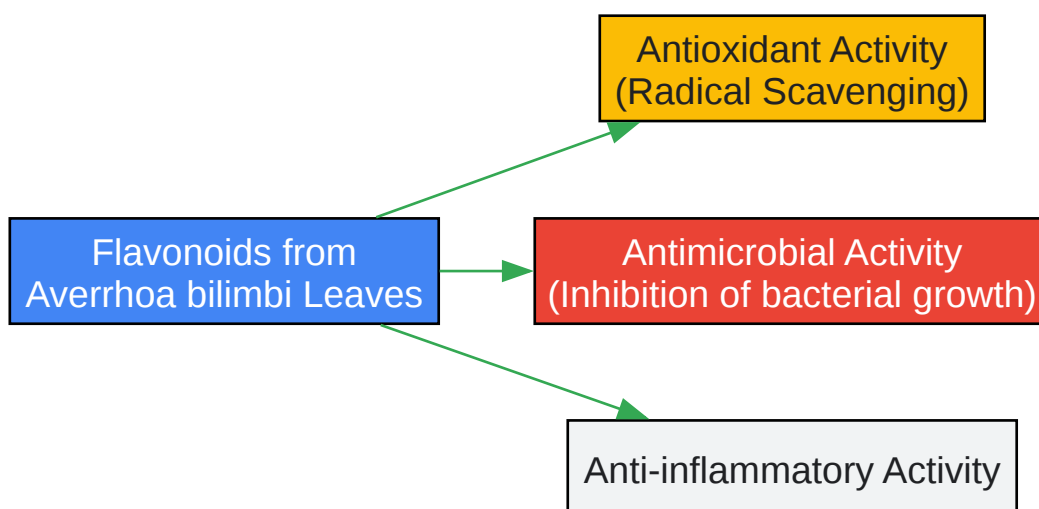 Antioxidant Activity
(Radical Scavenging)
Flavonoids from
Averrhoa bilimbi Leaves
Antimicrobial Activity
(Inhibition of bacterial growth)
Anti-inflammatory Activity